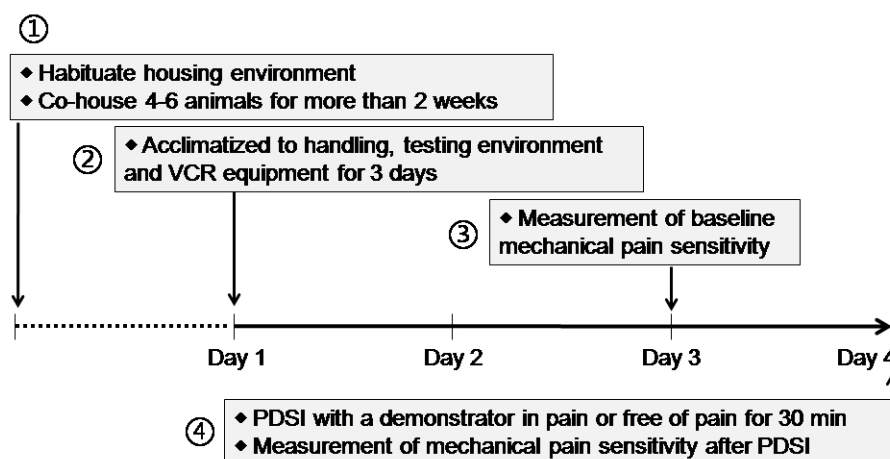 ①
◆ Habituate housing environment
◆ Co-house 4-6 animals for more than 2 weeks
②
◆ Acclimatized to handling, testing environment
and VCR equipment for 3 days
③
◆ Measurement of baseline
mechanical pain sensitivity
Day 1 Day 2 Day 3 Day 4
④
◆ PDSI with a demonstrator in pain or free of pain for 30 min
◆ Measurement of mechanical pain sensitivity after PDSI